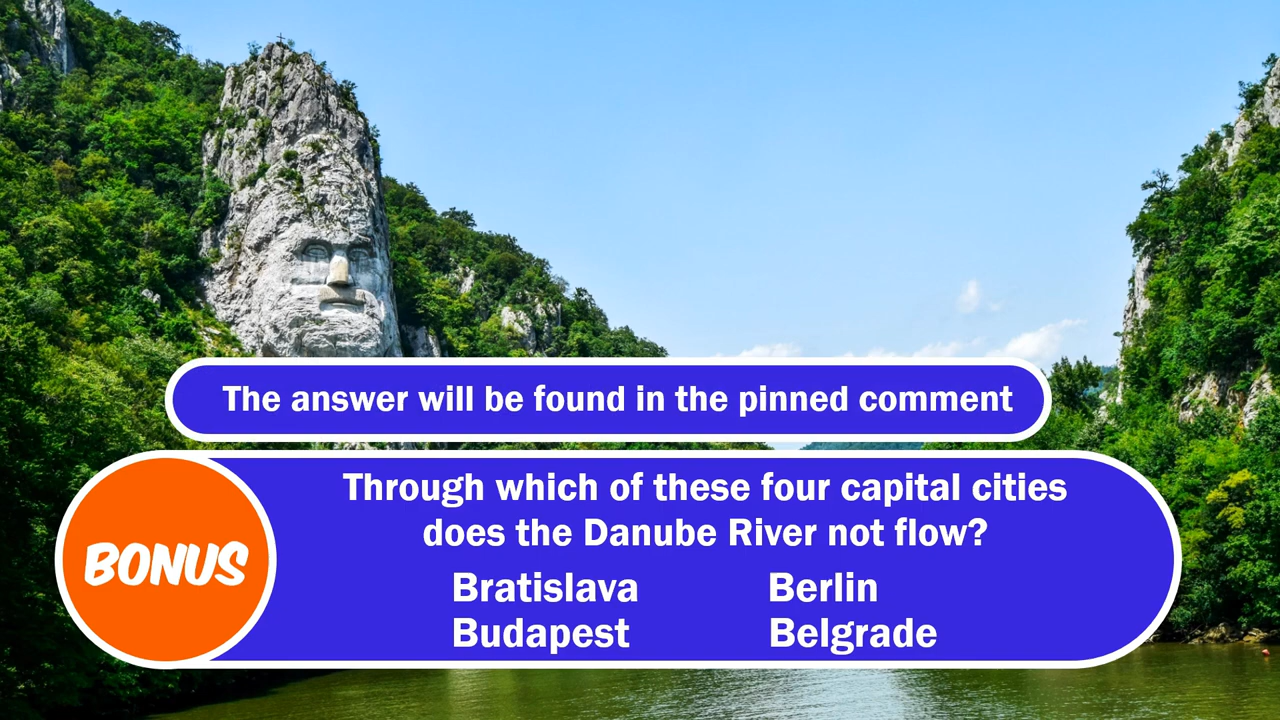 The answer will be found in the pinned comment
BONUS
Through which of these four capital cities
does the Danube River not flow?
Bratislava Berlin
Budapest Belgrade